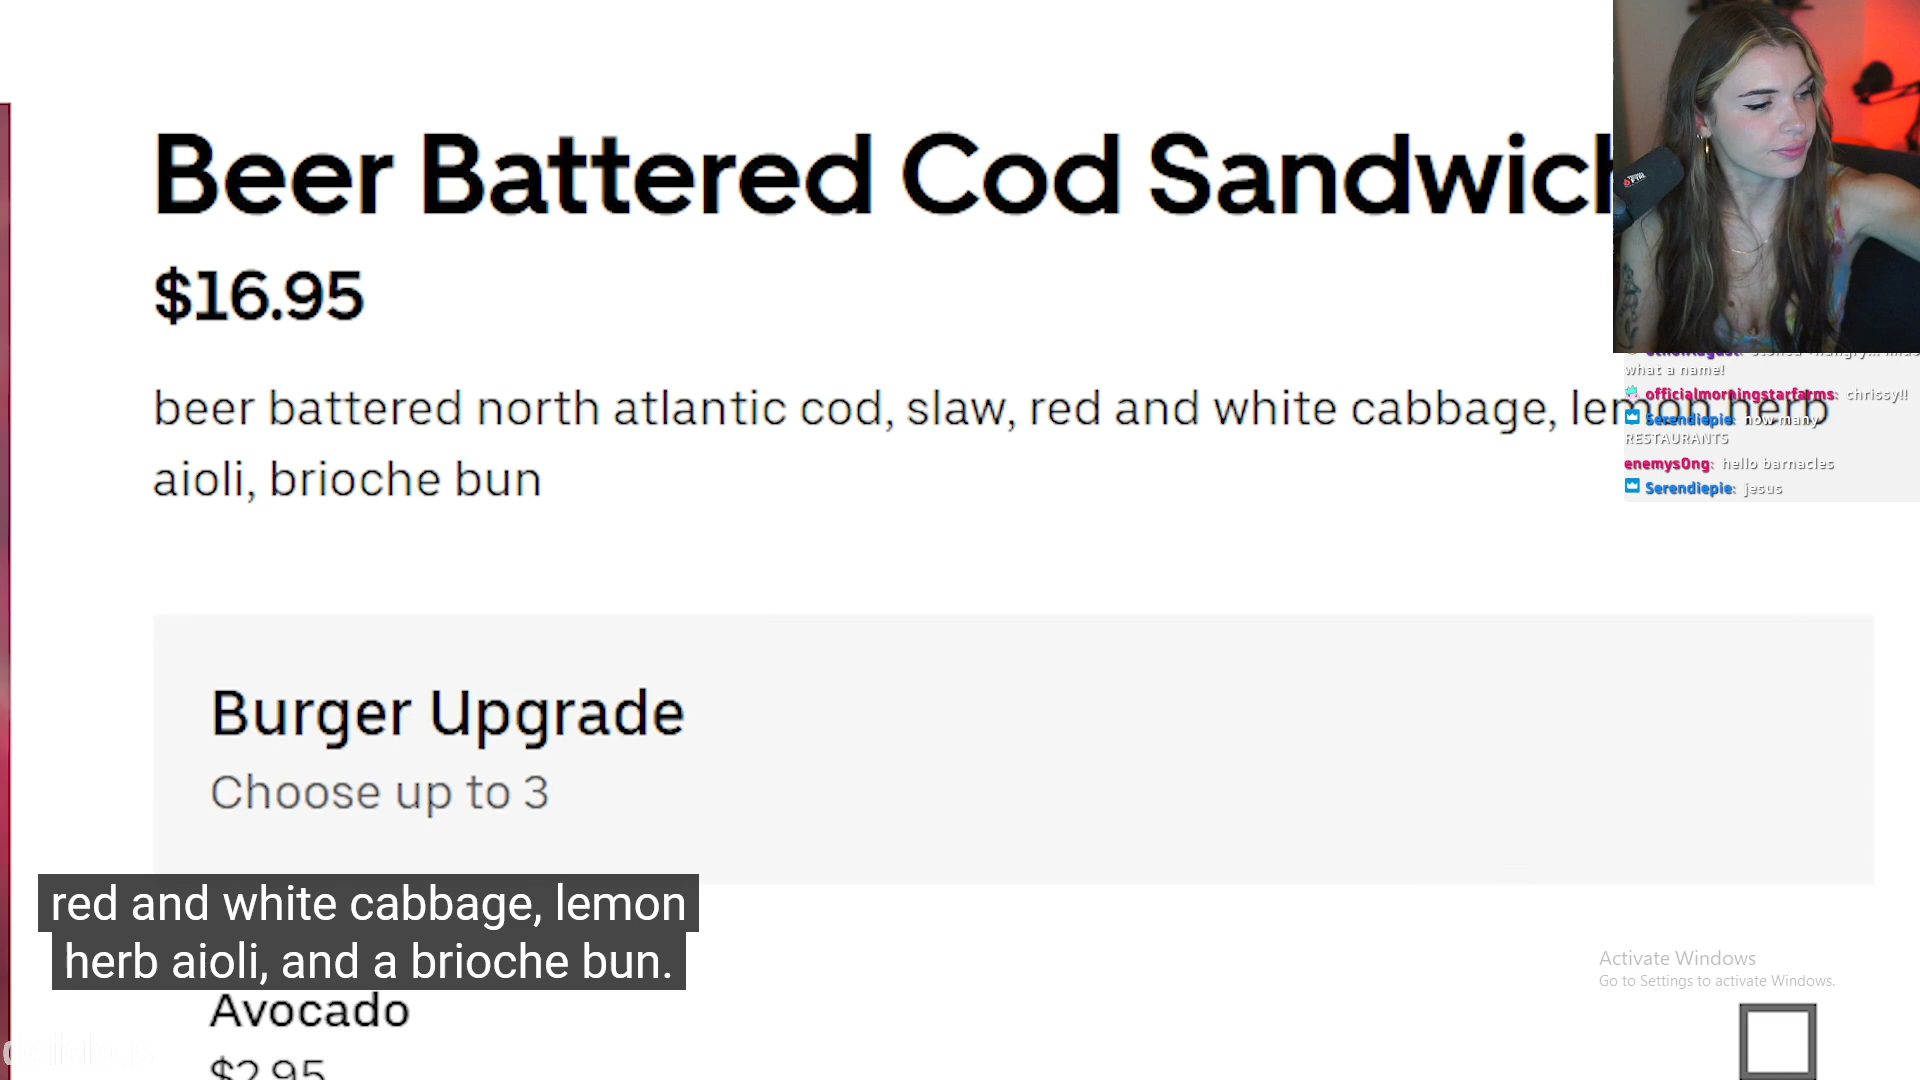 Beer Battered Cod Sandwich
$16.95
beer battered north atlantic cod, slaw, red and white cabbage, lemon herb
aioli, brioche bun
what a name!
officialmorningstarfarms: chrissy!!
Serendiepie: how many
RESTAURANTS
enemys0ng: hello barnacles
Serendiepie: jesus
Burger Upgrade
Choose up to 3
red and white cabbage, lemon
herb aioli, and a brioche bun.
Avocado
$2.95
Activate Windows
Go to Settings to activate Windows.